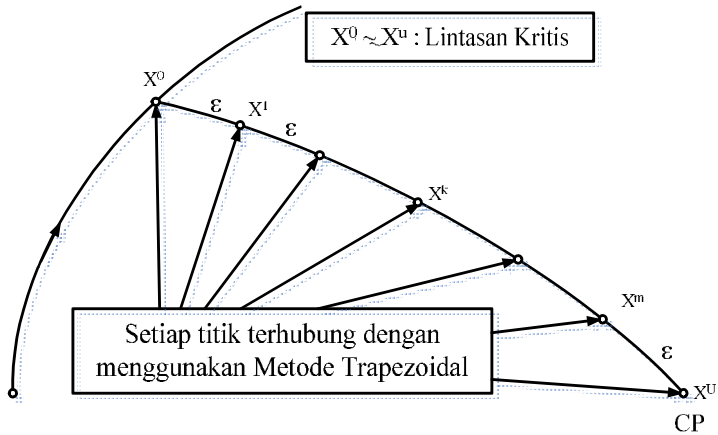 X⁰ ~ Xᵘ : Lintasan Kritis
X⁰
ε
X¹
ε
Xᵏ
Setiap titik terhubung dengan
menggunakan Metode Trapezoidal
Xᵐ
ε
Xᵁ
CP